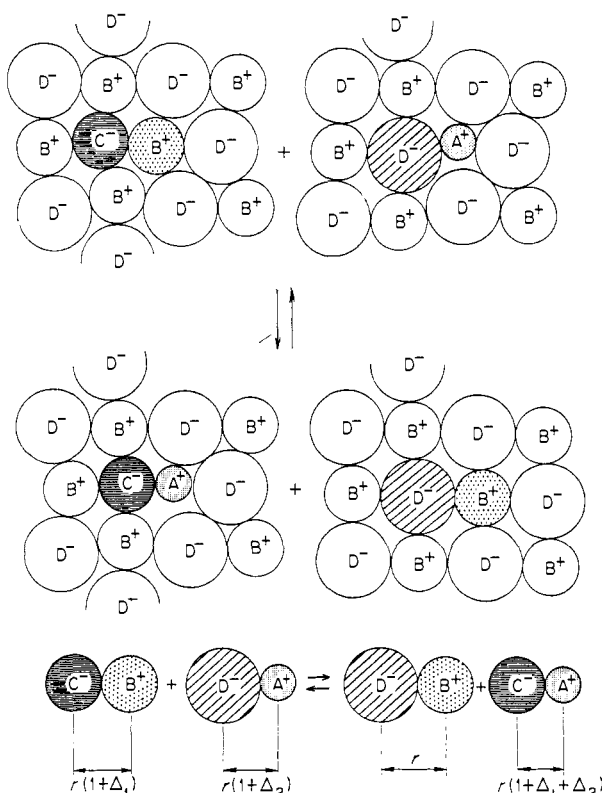 D⁻ D⁻
D⁻ B⁺ D⁻ B⁺ D⁻ B⁺ D⁻ B⁺
B⁺ C⁻ B⁺ D⁻ + B⁺ D⁻ A⁺ D⁻
D⁻ B⁺ D⁻ B⁺ D⁻ B⁺ D⁻ B⁺
D⁻
D⁻ D⁻
D⁻ B⁺ D⁻ B⁺ D⁻ B⁺ D⁻ B⁺
B⁺ C⁻ A⁺ D⁻ + B⁺ D⁻ B⁺ D⁻
D⁻ B⁺ D⁻ B⁺ D⁻ B⁺ D⁻ B⁺
D⁻
C⁻ B⁺ + D⁻ A⁺ ⇌ D⁻ B⁺ + C⁻ A⁺
r(1+Δ₁) r(1+Δ₂) r r(1+Δ₁+Δ₂)